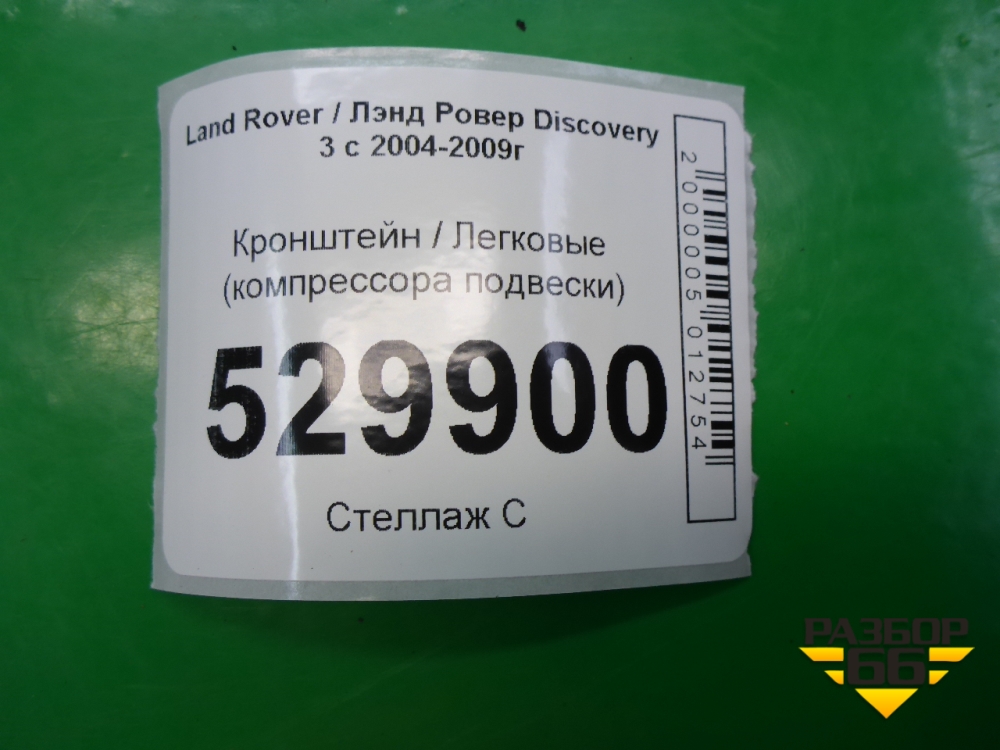 Land Rover / Лэнд Ровер Discovery
3 с 2004-2009г
Кронштейн / Легковые
(компрессора подвески)
529900
Стеллаж С
2000005012754
РАЗБОР
66